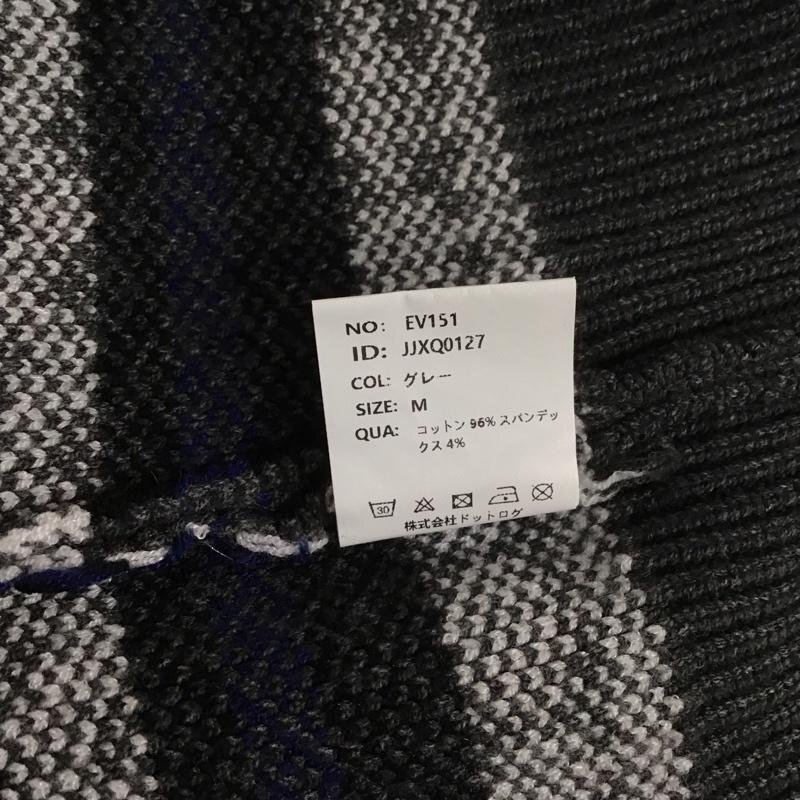 NO: EV151
ID: JJXQ0127
COL: グレー
SIZE: M
QUA: コットン 96% スパンデッ
クス 4%
30
株式会社ドットログ